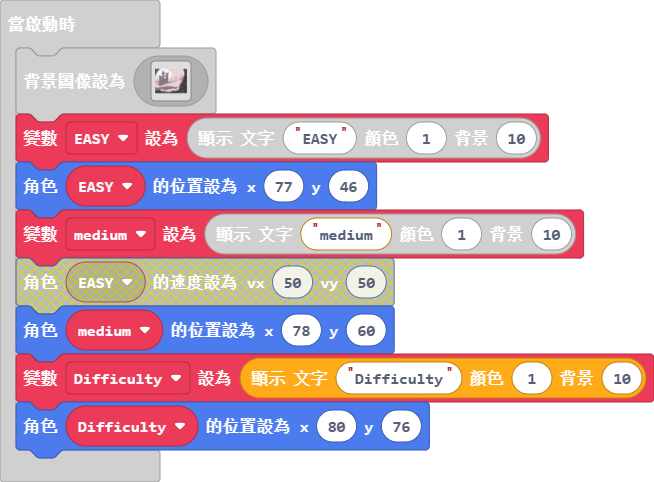 當啟動時
背景圖像設為
變數 EASY 設為 顯示 文字 "EASY" 顏色 1 背景 10
角色 EASY 的位置設為 x 77 y 46
變數 medium 設為 顯示 文字 "medium" 顏色 1 背景 10
角色 EASY 的速度設為 vx 50 vy 50
角色 medium 的位置設為 x 78 y 60
變數 Difficulty 設為 顯示 文字 "Difficulty" 顏色 1 背景 10
角色 Difficulty 的位置設為 x 80 y 76